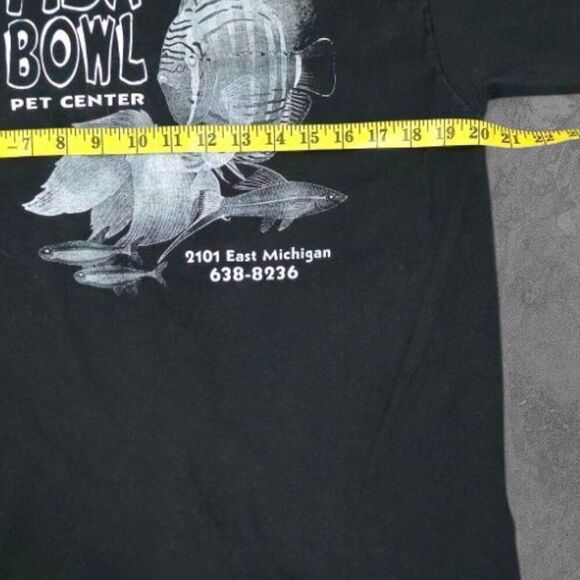 FISH
BOWL
PET CENTER
7 8 9 10 11 12 13 14 15 16 17 18 19 20 21 22
2101 East Michigan
638-8236